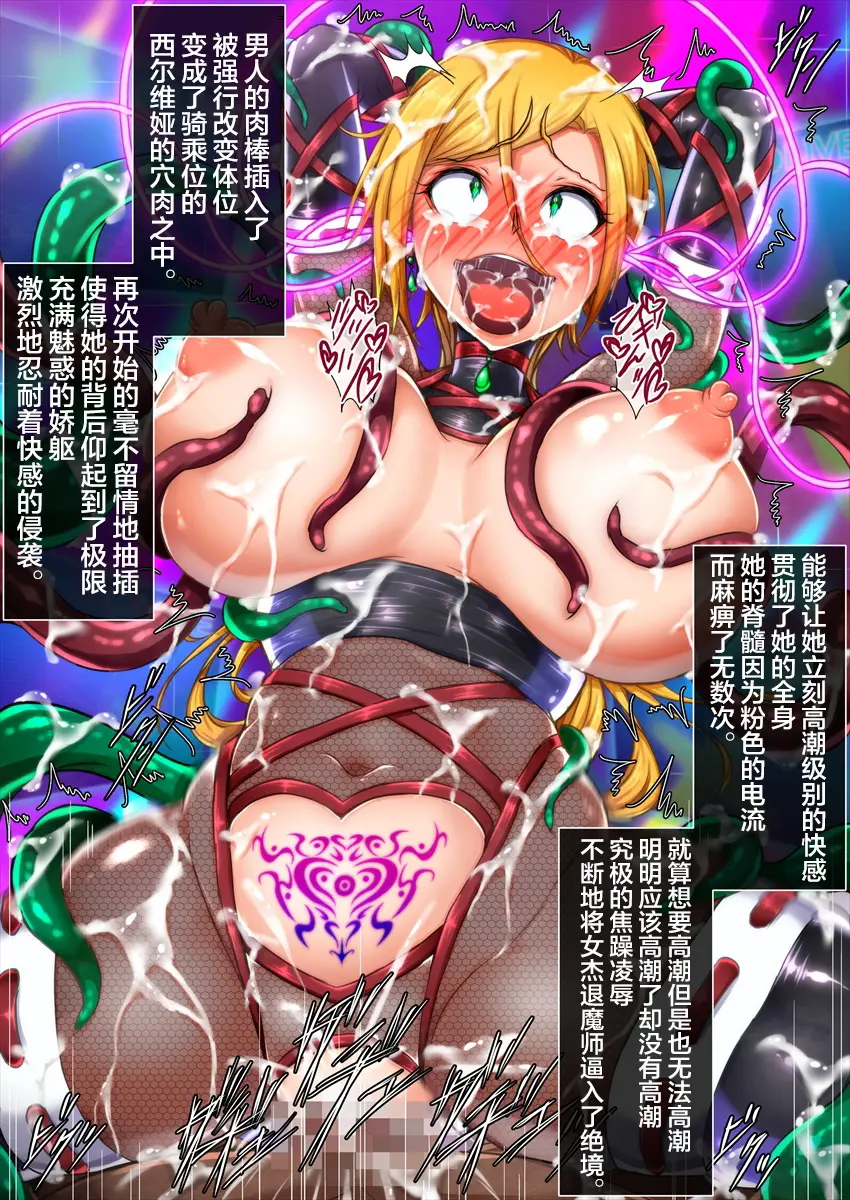 男人的肉棒插入了
被强行改变体位
变成了骑乘位的
西尔维娅的穴肉之中。
再次开始的毫不留情地抽插
使得她的背后仰起到了极限
充满魅惑的娇躯
激烈地忍耐着快感的侵袭。
能够让她立刻高潮级别的快感
贯彻了她的全身
她的脊髓因为粉色的电流
而麻痹了无数次。
就算想要高潮但是也无法高潮
明明应该高潮了却没有高潮
究极的焦躁凌辱
不断地将女杰退魔师逼入了绝境。